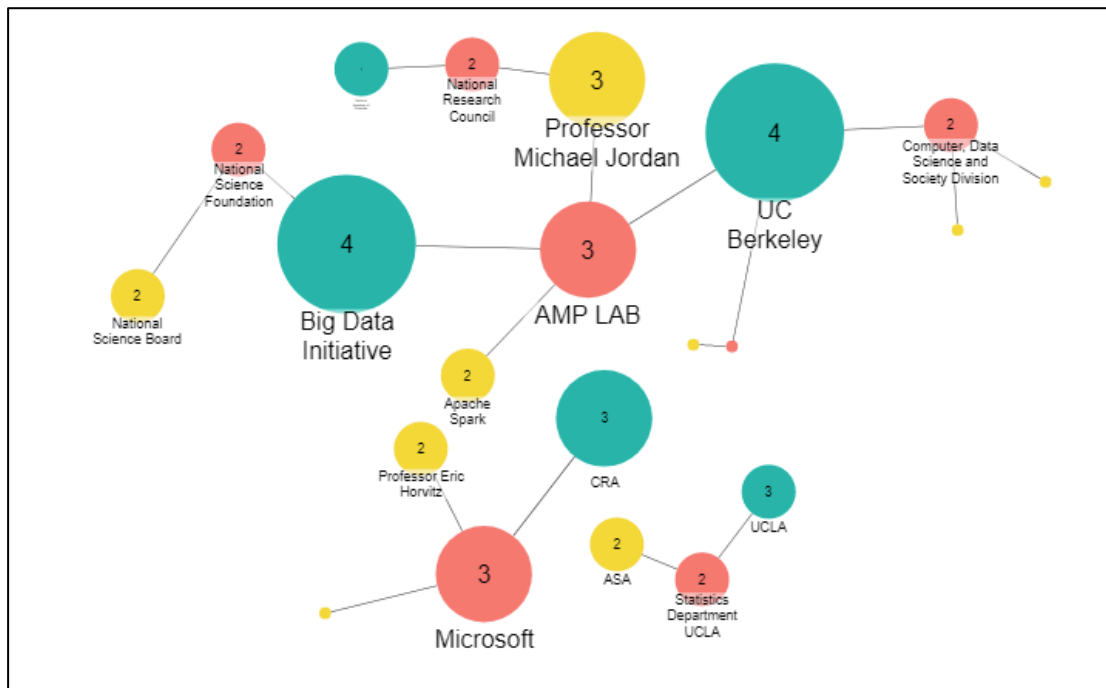 2
National
Research
Council
3
Professor
Michael Jordan
4
UC
Berkeley
2
Computer, Data
Science and
Society Division
2
National
Science
Foundation
4
Big Data
Initiative
3
AMP LAB
2
National
Science Board
2
Apache
Spark
3
CRA
2
Professor Eric
Horvitz
3
Microsoft
3
UCLA
2
ASA
2
Statistics
Department
UCLA